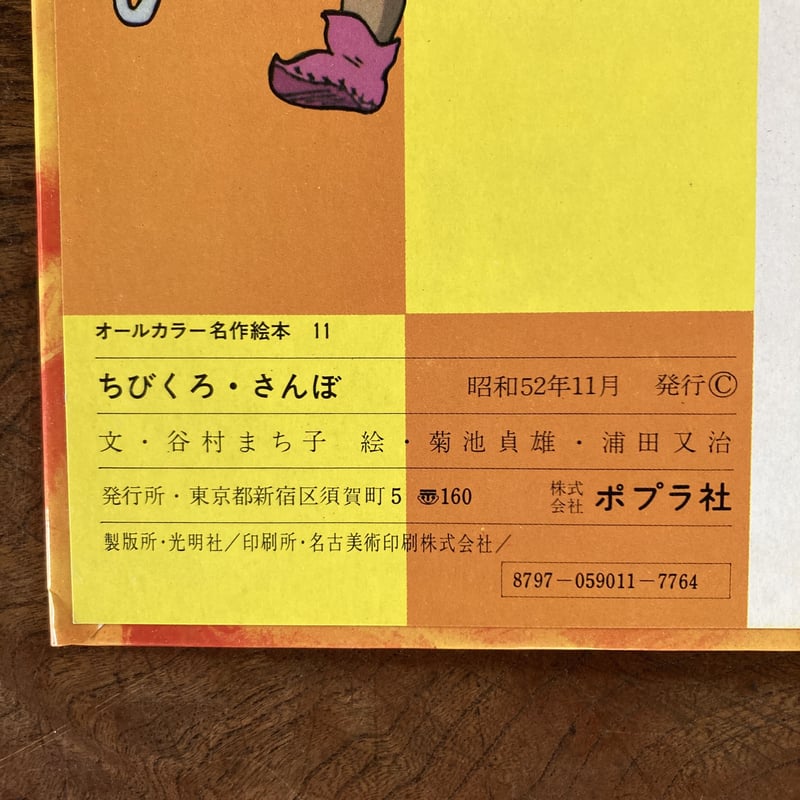 オールカラー名作絵本 11
ちびくろ・さんぼ 昭和52年11月 発行Ⓒ
文・谷村まち子 絵・菊池貞雄・浦田又治
発行所・東京都新宿区須賀町5 〠160 株式会社 ポプラ社
製版所・光明社／印刷所・名古美術印刷株式会社／
8797-059011-7764